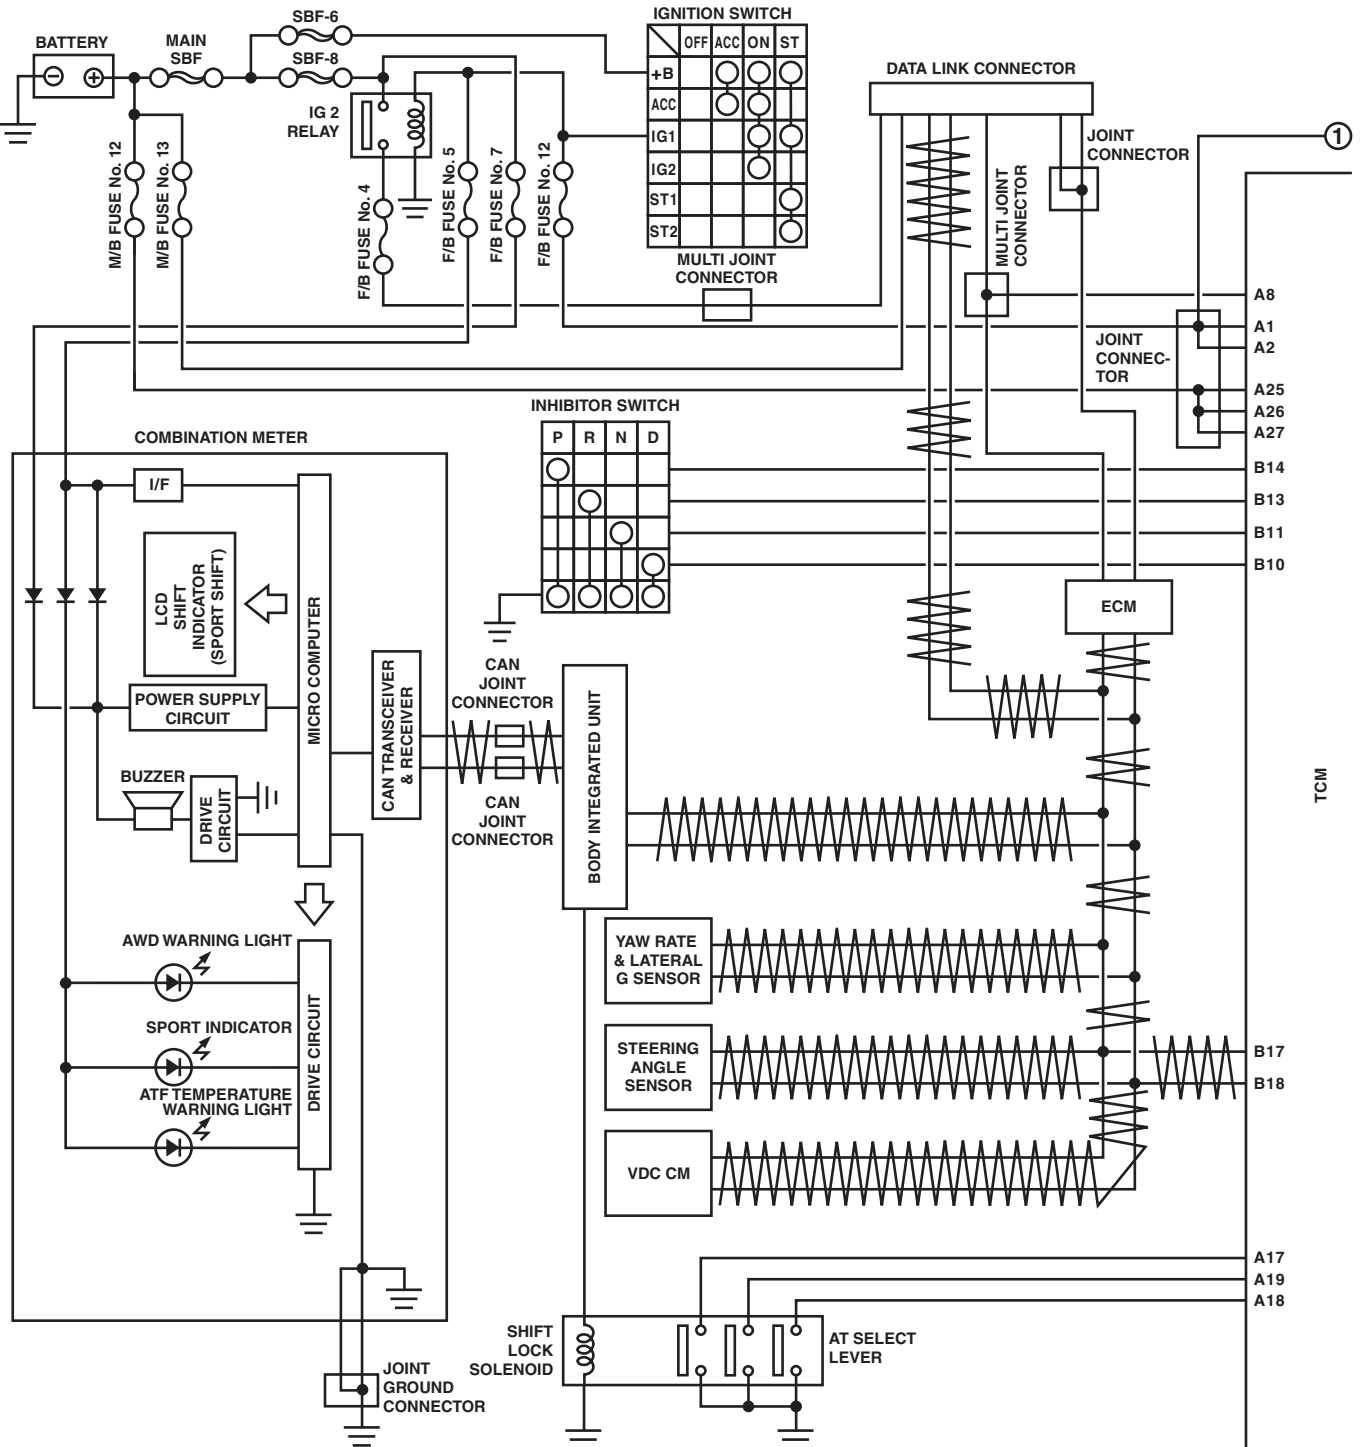 IGNITION SWITCH
SBF-6
OFF ACC ON ST
BATTERY
MAIN
SBF
SBF-8
+B
DATA LINK CONNECTOR
ACC
IG 2
RELAY
IG1
IG2
ST1
ST2
JOINT
CONNECTOR
1
MULTI JOINT
CONNECTOR
M/B FUSE No. 12
M/B FUSE No. 13
F/B FUSE No. 4
F/B FUSE No. 5
F/B FUSE No. 7
F/B FUSE No. 12
MULTI JOINT
CONNECTOR
A8
A1
A2
JOINT
CONNEC-
TOR
A25
A26
A27
INHIBITOR SWITCH
P R N D
B14
B13
B11
B10
COMBINATION METER
I/F
LCD
SHIFT
INDICATOR
(SPORT SHIFT)
MICRO COMPUTER
ECM
POWER SUPPLY
CIRCUIT
CAN TRANSCEIVER
& RECEIVER
CAN
JOINT
CONNECTOR
CAN
JOINT
CONNECTOR
BODY INTEGRATED UNIT
BUZZER
DRIVE
CIRCUIT
TCM
AWD WARNING LIGHT
SPORT INDICATOR
ATF TEMPERATURE
WARNING LIGHT
DRIVE CIRCUIT
YAW RATE
& LATERAL
G SENSOR
STEERING
ANGLE
SENSOR
VDC CM
B17
B18
A17
A19
A18
SHIFT
LOCK
SOLENOID
AT SELECT
LEVER
JOINT
GROUND
CONNECTOR